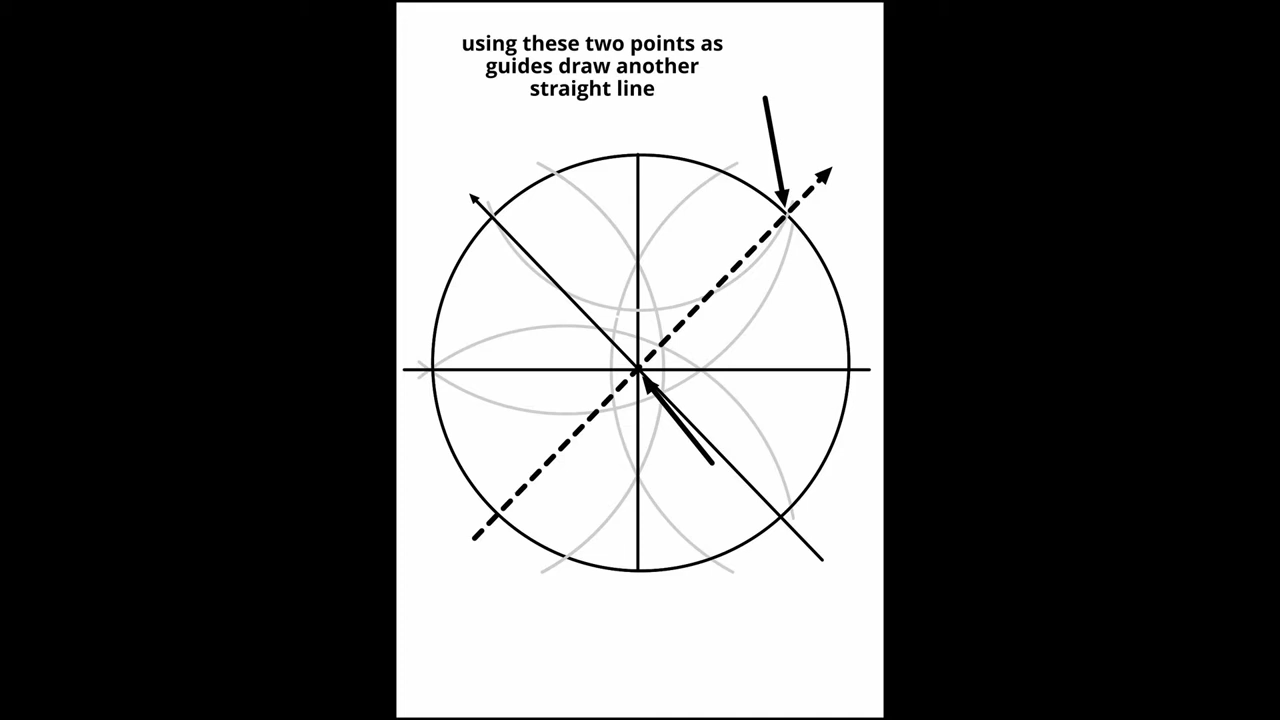 using these two points as
guides draw another
straight line